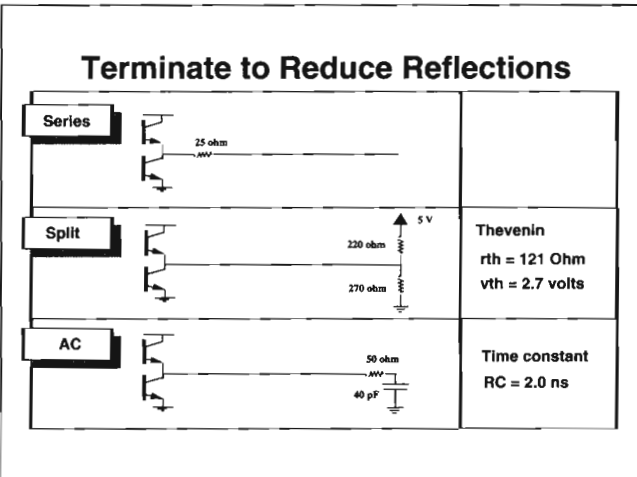 Terminate to Reduce Reflections
Series
25 ohm
Split
5 V
220 ohm
270 ohm
Thevenin
rth = 121 Ohm
vth = 2.7 volts
AC
50 ohm
40 pF
Time constant
RC = 2.0 ns